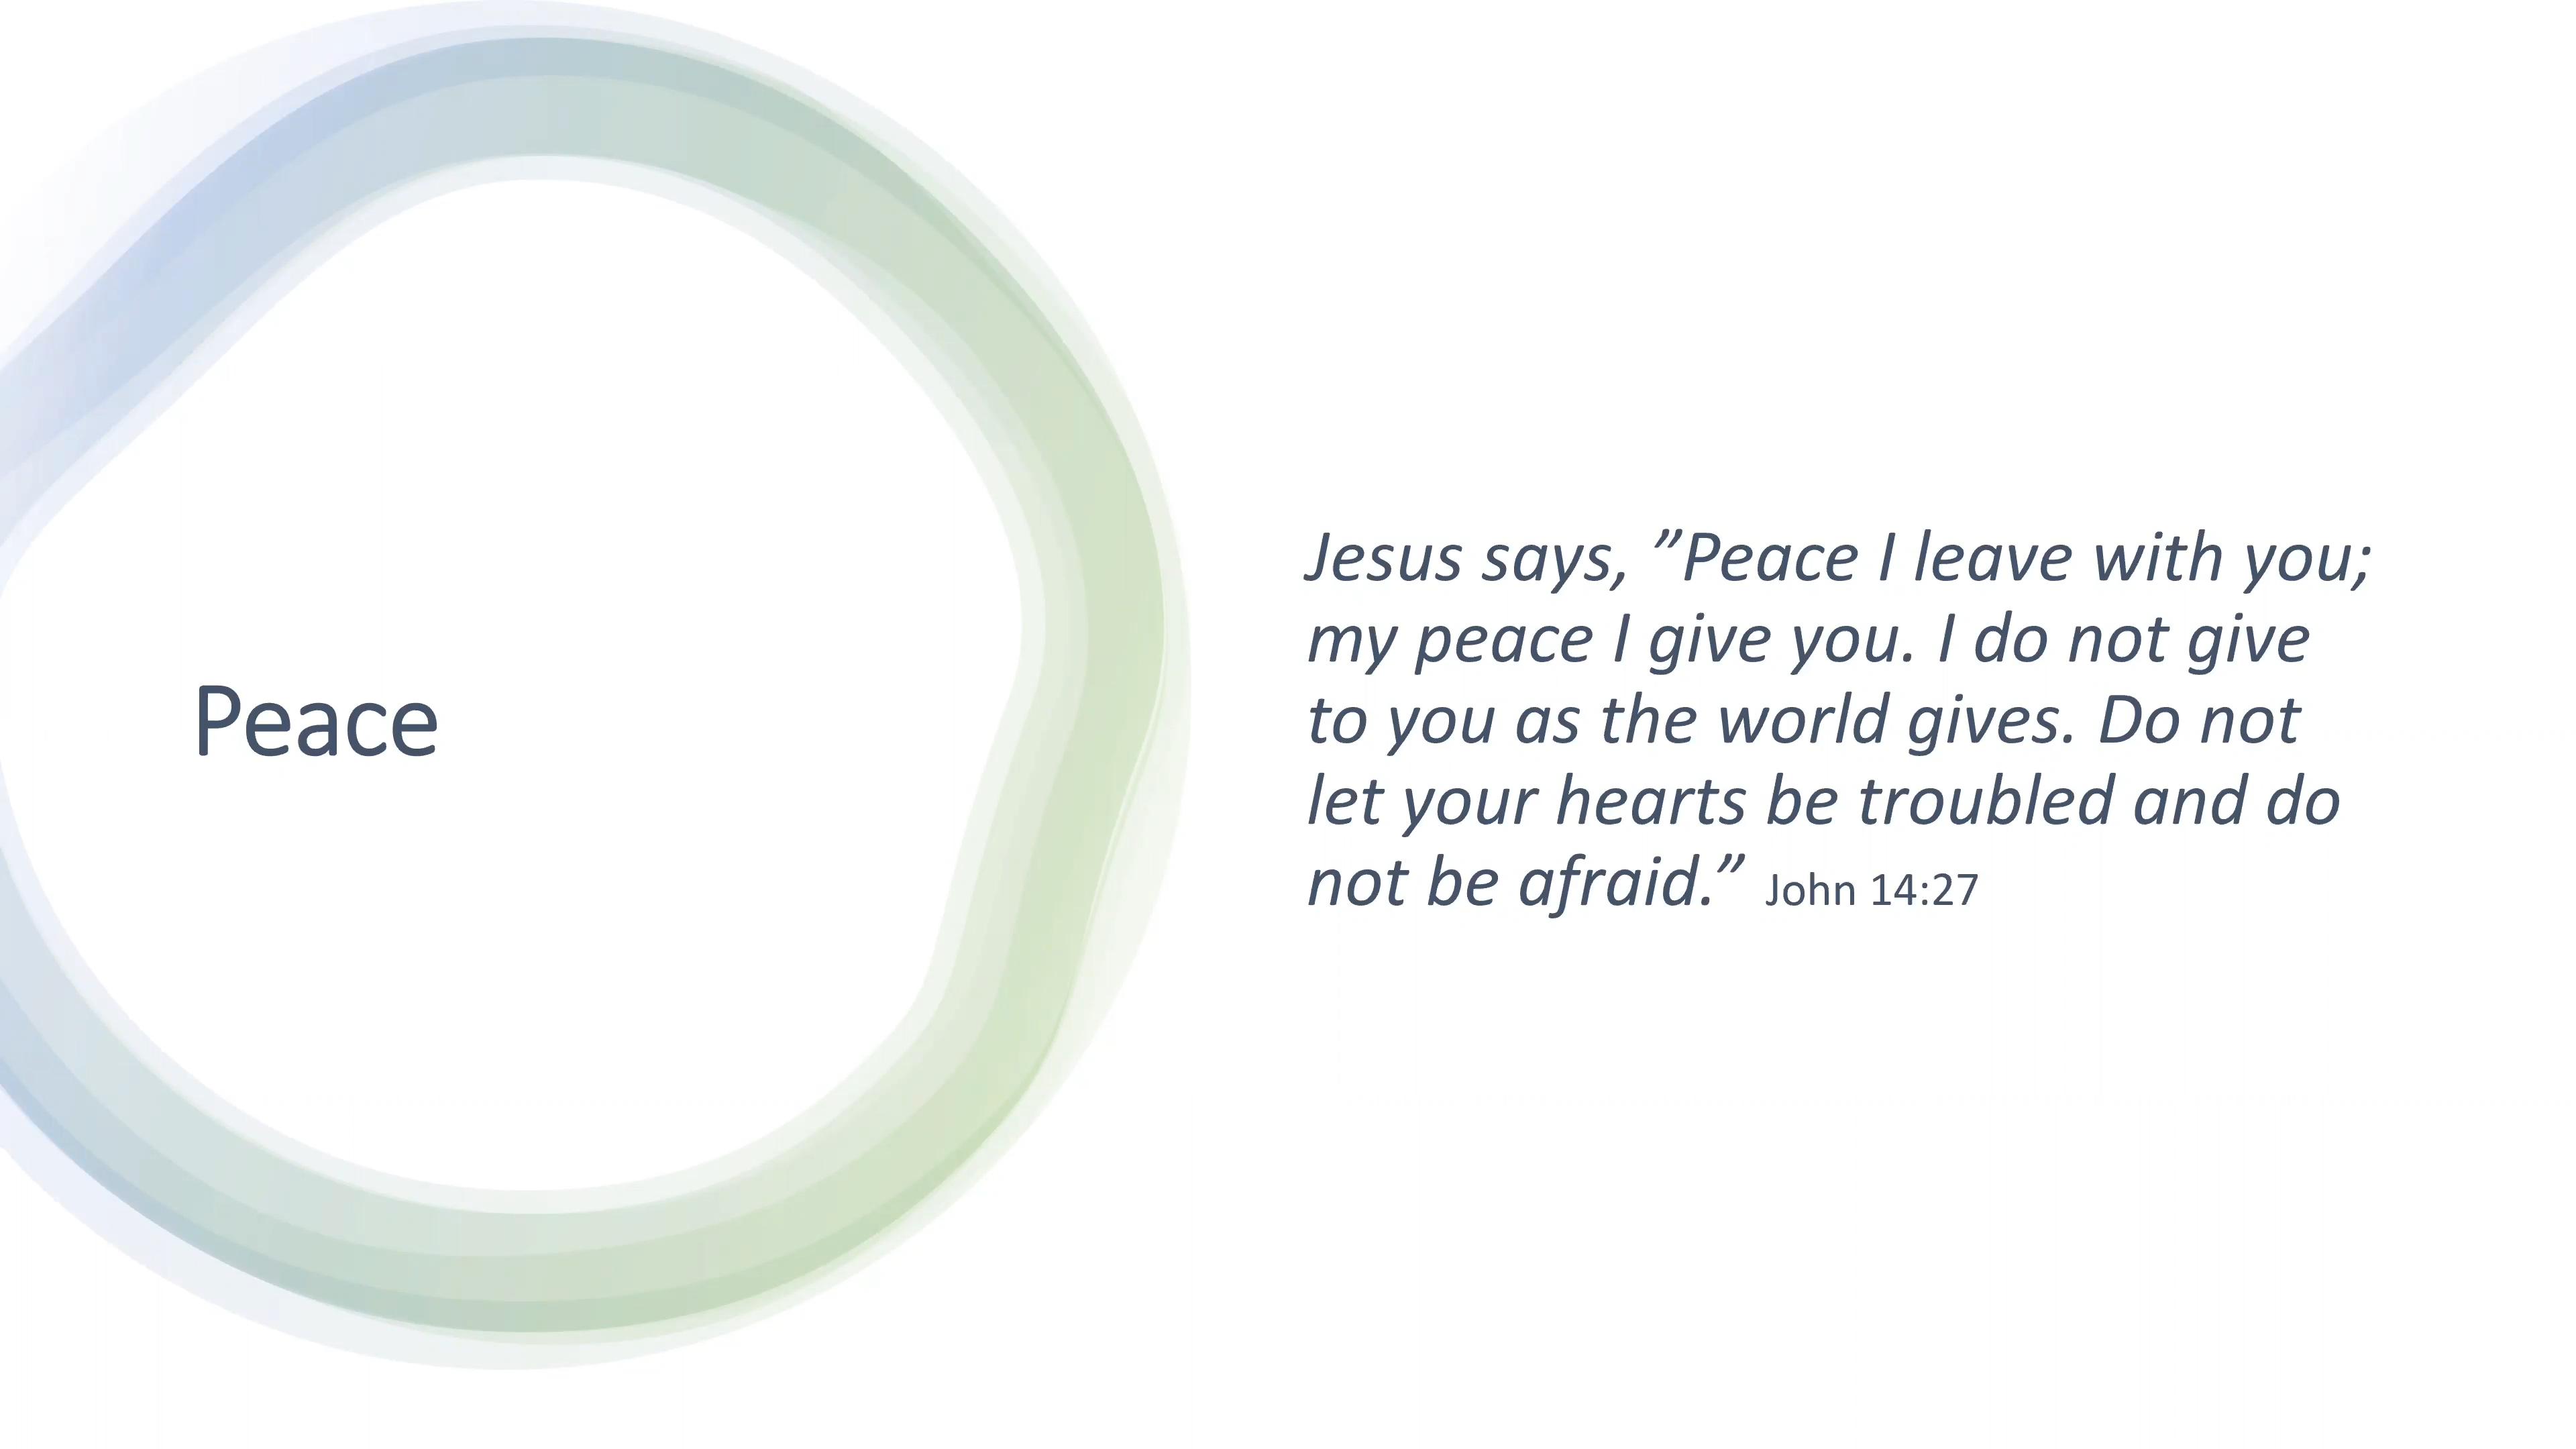 Peace
Jesus says, ”Peace I leave with you;
my peace I give you. I do not give
to you as the world gives. Do not
let your hearts be troubled and do
not be afraid.” John 14:27